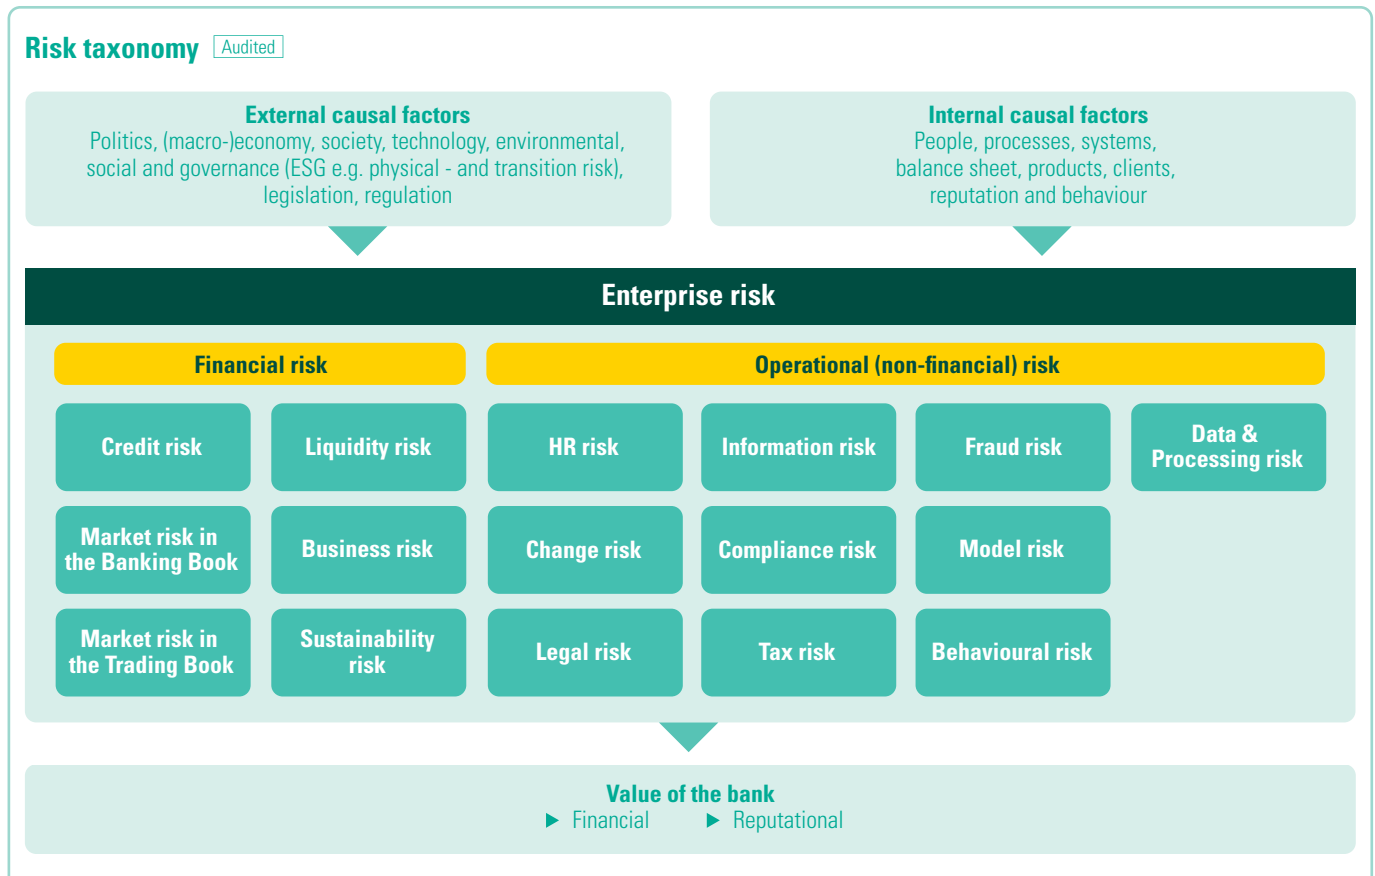 Risk taxonomy Audited
External causal factors
Politics, (macro-)economy, society, technology, environmental,
social and governance (ESG e.g. physical - and transition risk),
legislation, regulation
Internal causal factors
People, processes, systems,
balance sheet, products, clients,
reputation and behaviour
Enterprise risk
Financial risk
Operational (non-financial) risk
Credit risk
Liquidity risk
HR risk
Information risk
Fraud risk
Data &
Processing risk
Market risk in
the Banking Book
Business risk
Change risk
Compliance risk
Model risk
Market risk in
the Trading Book
Sustainability
risk
Legal risk
Tax risk
Behavioural risk
Value of the bank
Financial
Reputational